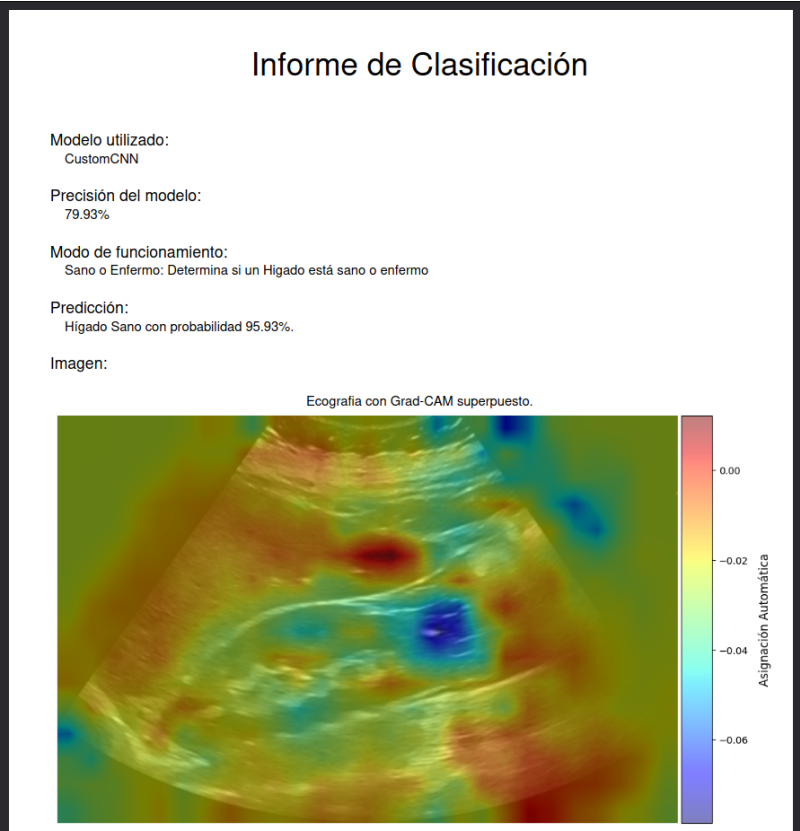 Informe de Clasificación
Modelo utilizado:
CustomCNN
Precisión del modelo:
79.93%
Modo de funcionamiento:
Sano o Enfermo: Determina si un Higado está sano o enfermo
Predicción:
Hígado Sano con probabilidad 95.93%.
Imagen:
Ecografia con Grad-CAM superpuesto.
0.00
−0.02
−0.04
−0.06
Asignación Automática